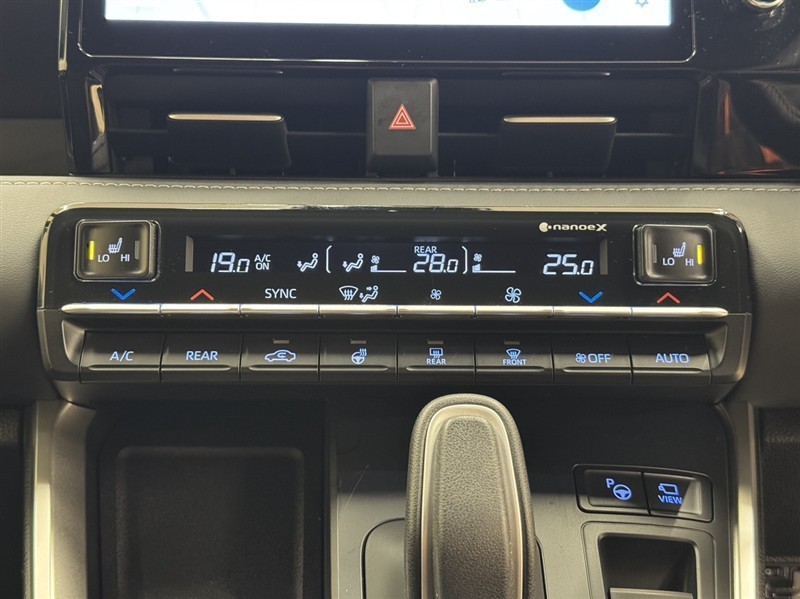 nanoeX
LO HI
19.0 A/C ON
REAR
28.0
25.0
LO HI
SYNC
A/C
REAR
REAR
FRONT
OFF
AUTO
P
VIEW